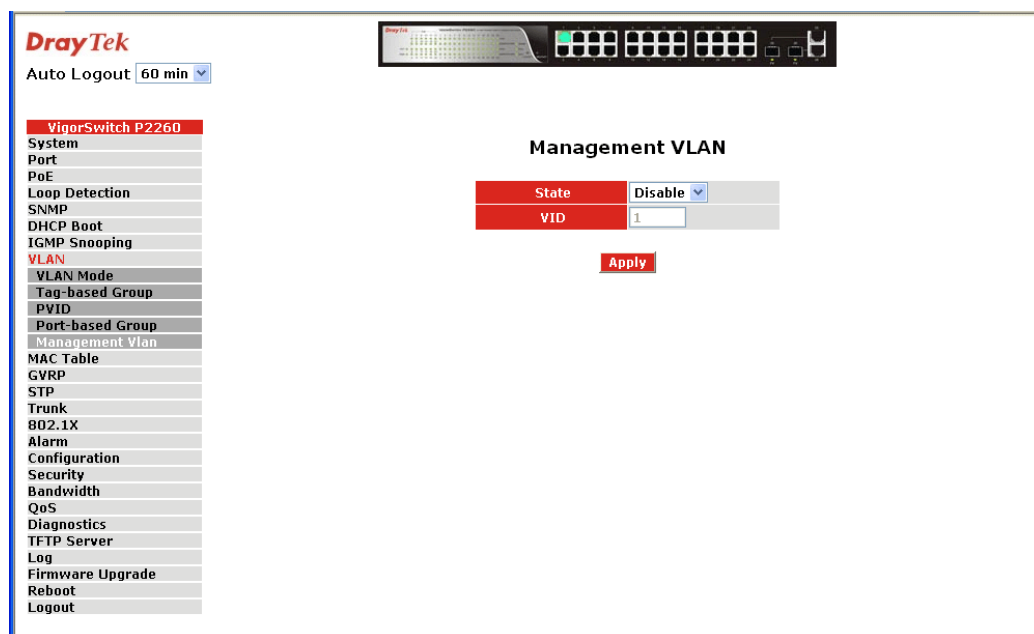 DrayTek
Auto Logout 60 min
VigorSwitch P2260
System
Port
PoE
Loop Detection
SNMP
DHCP Boot
IGMP Snooping
VLAN
VLAN Mode
Tag-based Group
PVID
Port-based Group
Management Vlan
MAC Table
GVRP
STP
Trunk
802.1X
Alarm
Configuration
Security
Bandwidth
QoS
Diagnostics
TFTP Server
Log
Firmware Upgrade
Reboot
Logout
Management VLAN
State Disable
VID 1
Apply